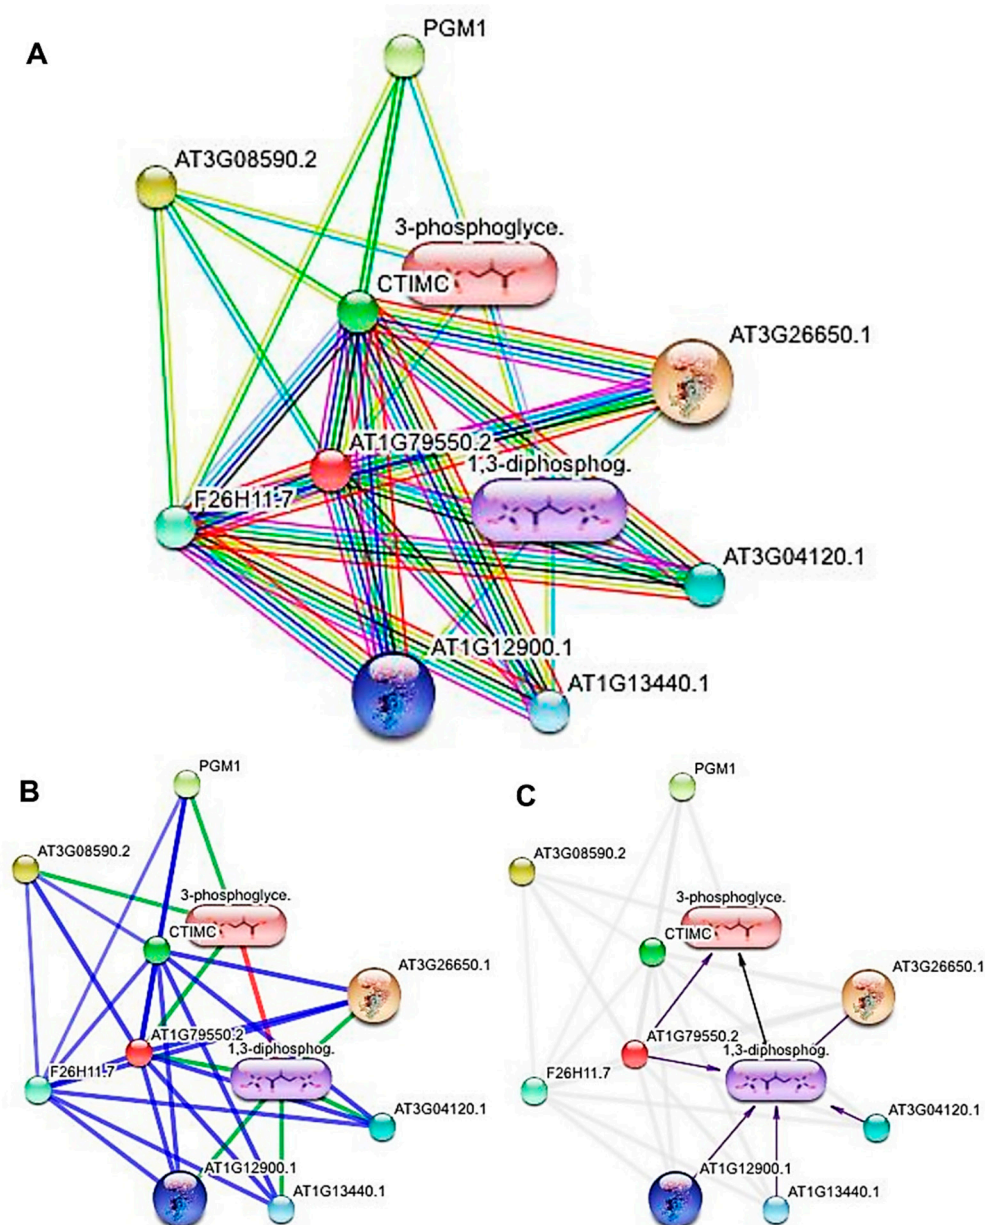 A
PGM1
AT3G08590.2
3-phosphoglyce.
CTIMC
AT3G26650.1
AT1G79550.2
1,3-diphosphog.
F26H11.7
AT3G04120.1
AT1G12900.1
AT1G13440.1
B
PGM1
AT3G08590.2
3-phosphoglyce.
CTIMC
AT3G26650.1
AT1G79550.2
1,3-diphosphog.
F26H11.7
AT3G04120.1
AT1G12900.1
AT1G13440.1
C
PGM1
AT3G08590.2
3-phosphoglyce.
CTIMC
AT3G26650.1
AT1G79550.2
1,3-diphosphog.
F26H11.7
AT3G04120.1
AT1G12900.1
AT1G13440.1